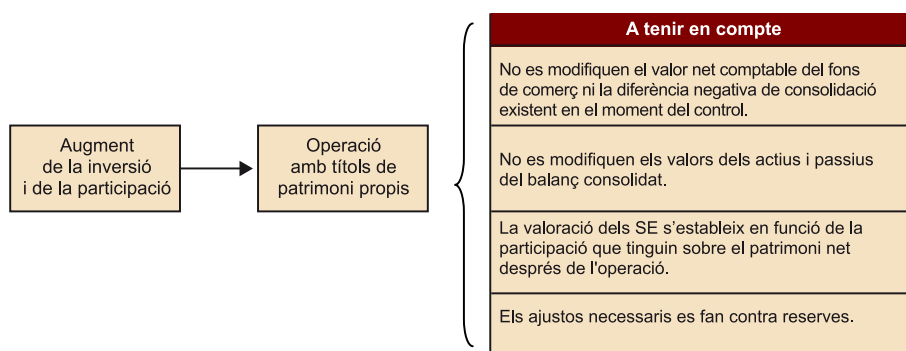 Augment
de la inversió
i de la participació
Operació
amb títols de
patrimoni propis
A tenir en compte
No es modifiquen el valor net comptable del fons
de comerç ni la diferència negativa de consolidació
existent en el moment del control.
No es modifiquen els valors dels actius i passius
del balanç consolidat.
La valoració dels SE s’estableix en funció de la
participació que tinguin sobre el patrimoni net
després de l'operació.
Els ajustos necessaris es fan contra reserves.